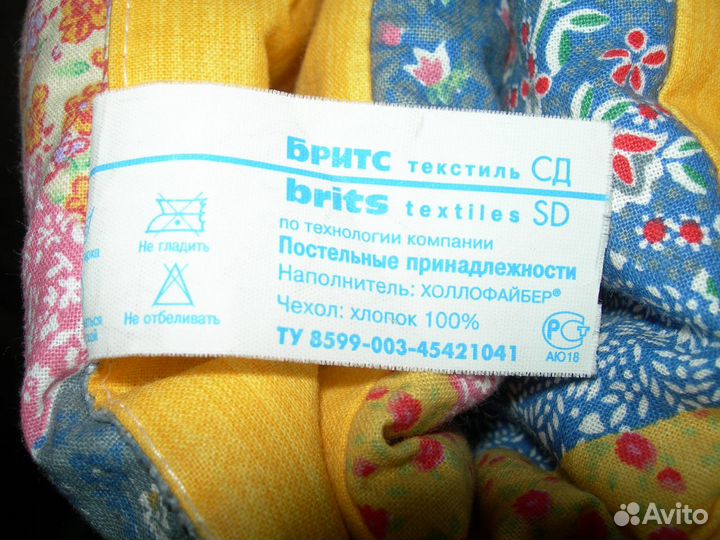 Бритс текстиль СД
brits textiles SD
по технологии компании
Постельные принадлежности
Наполнитель: ХОЛЛОФАЙБЕР®
Чехол: хлопок 100%
ТУ 8599-003-45421041
Не гладить
Не отбеливать
РСТ
АЮ18
Avito